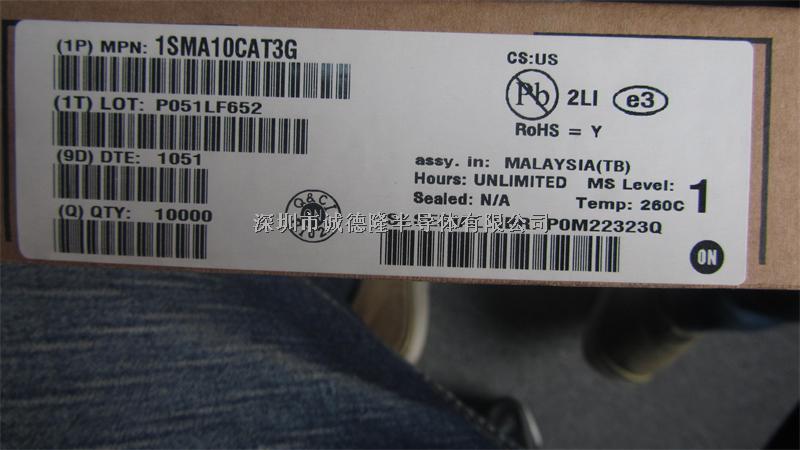 (1P) MPN: 1SMA10CAT3G
CS:US
Pb 2LI e3
(1T) LOT: P051LF652
RoHS = Y
(9D) DTE: 1051
assy. in: MALAYSIA(TB)
Hours: UNLIMITED MS Level: 1
Sealed: N/A Temp: 260C
(Q) QTY: 10000
深圳市诚德隆半导体有限公司
P0M22323Q
ON